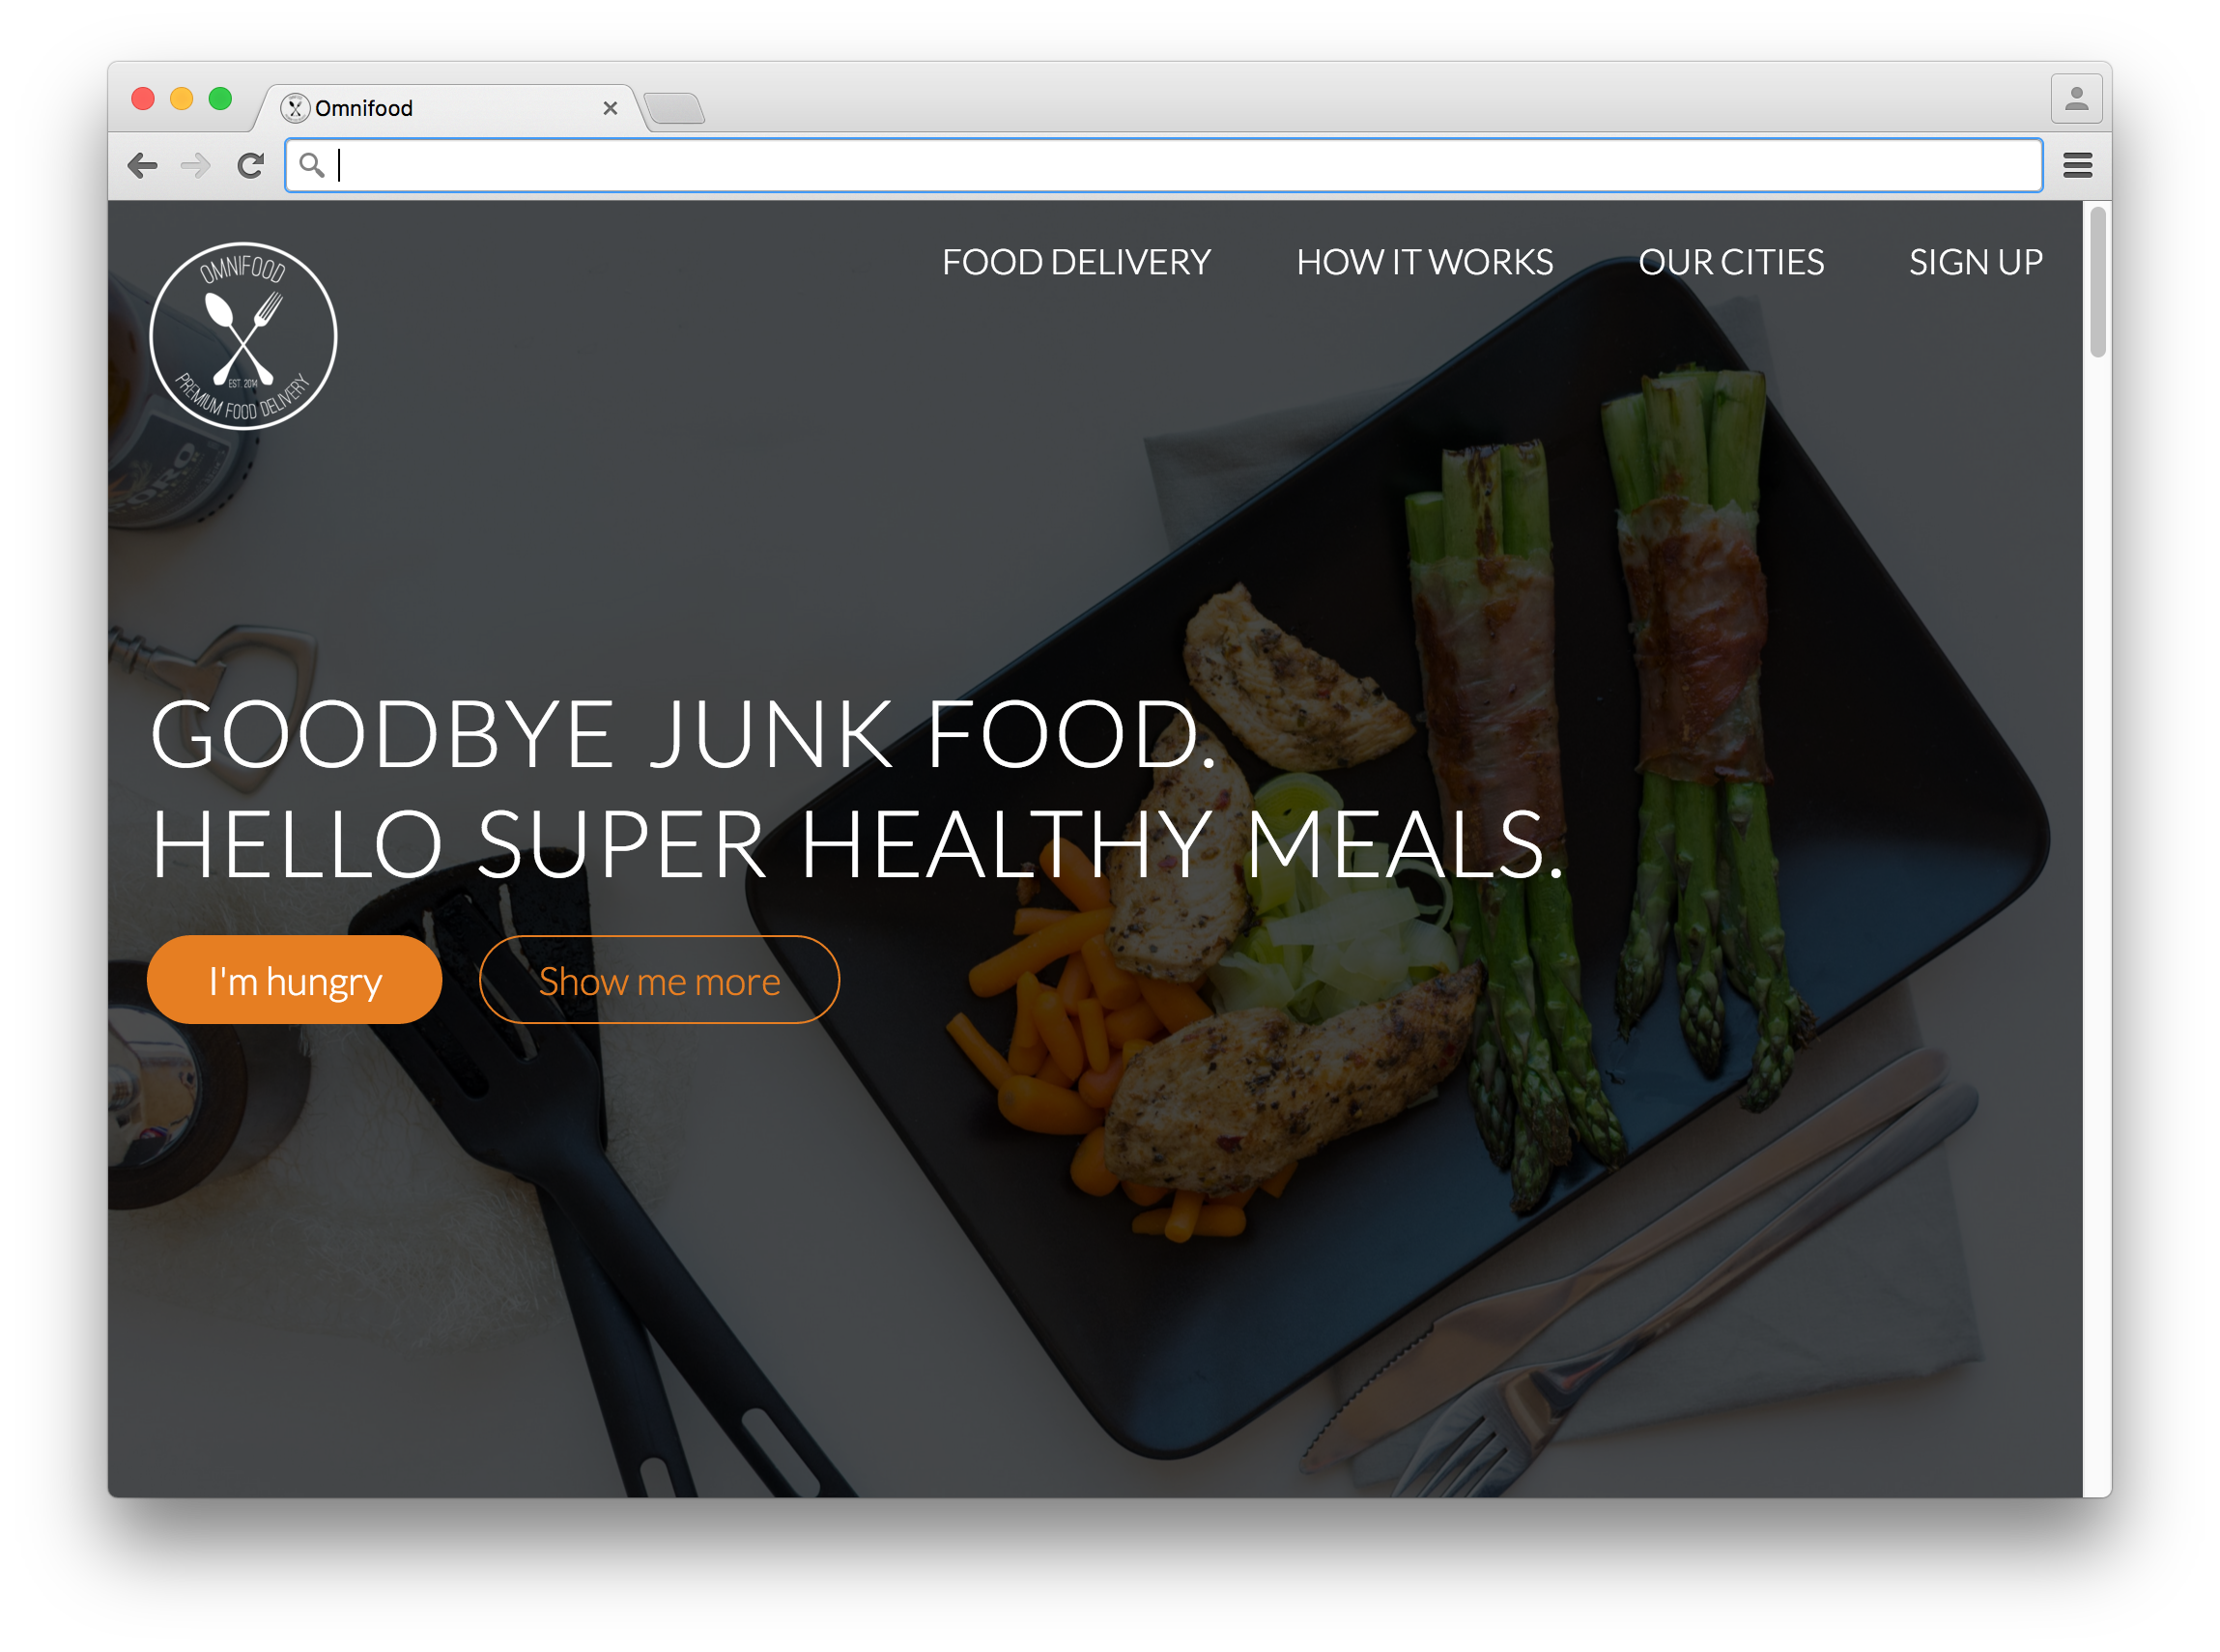 Omnifood
FOOD DELIVERY HOW IT WORKS OUR CITIES SIGN UP
OMNIFOOD
EST. 2014
PREMIUM FOOD DELIVERY
GOODBYE JUNK FOOD.
HELLO SUPER HEALTHY MEALS.
I'm hungry Show me more